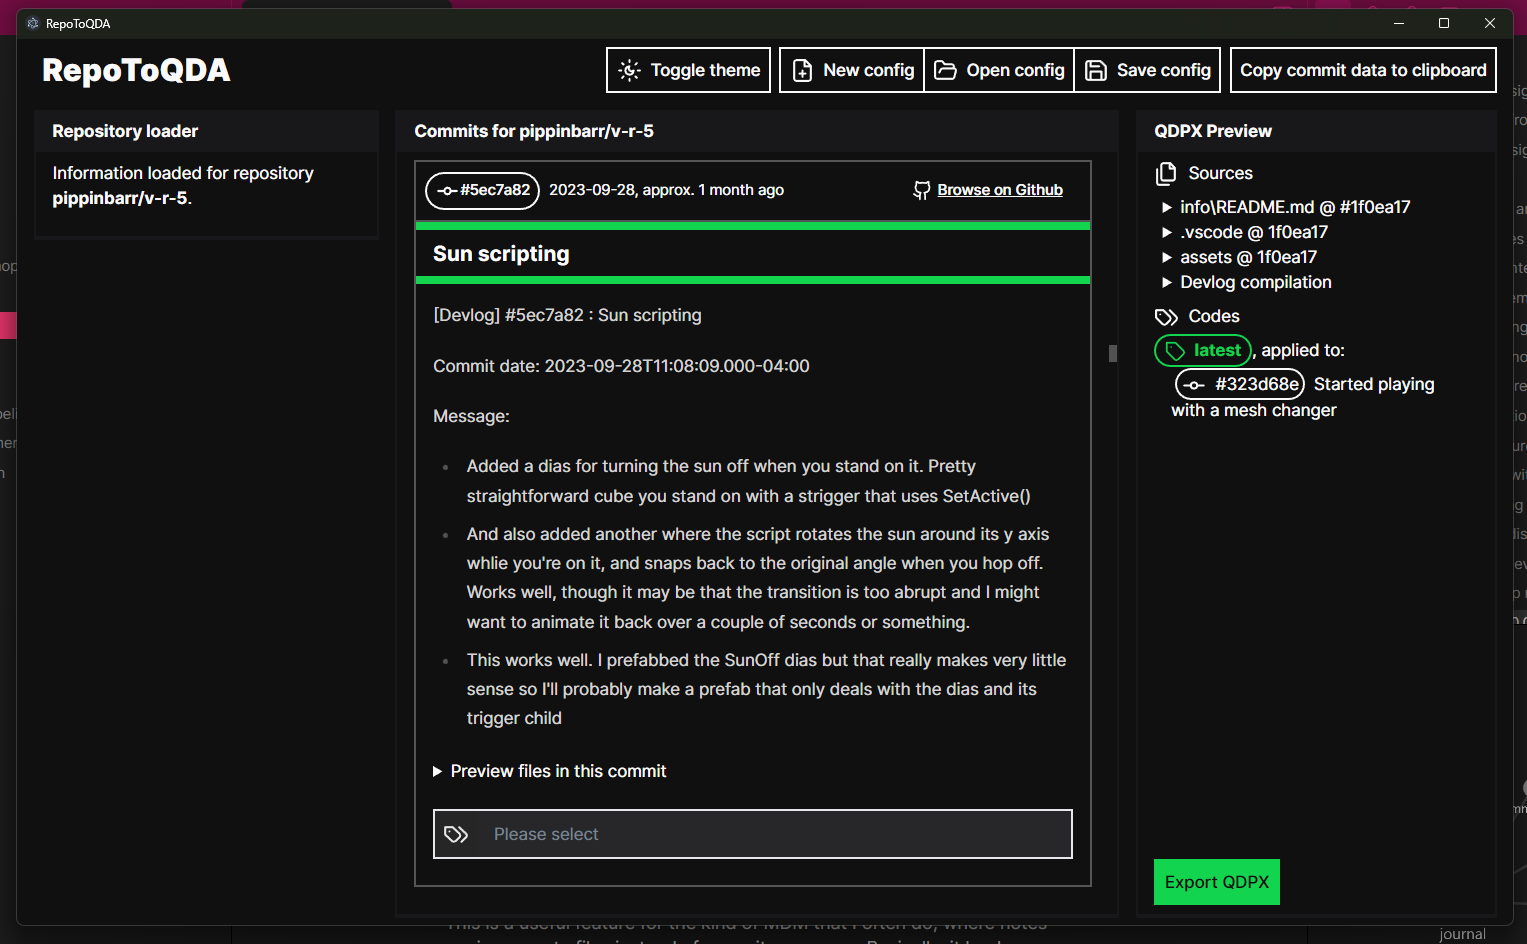 RepoToQDA
RepoToQDA
Toggle theme
New config
Open config
Save config
Copy commit data to clipboard
Repository loader
Information loaded for repository
pippinbarr/v-r-5.
Commits for pippinbarr/v-r-5
#5ec7a82 2023-09-28, approx. 1 month ago
Browse on Github
Sun scripting
[Devlog] #5ec7a82 : Sun scripting
Commit date: 2023-09-28T11:08:09.000-04:00
Message:
Added a dias for turning the sun off when you stand on it. Pretty
straightforward cube you stand on with a strigger that uses SetActive()
And also added another where the script rotates the sun around its y axis
whlie you're on it, and snaps back to the original angle when you hop off.
Works well, though it may be that the transition is too abrupt and I might
want to animate it back over a couple of seconds or something.
This works well. I prefabbed the SunOff dias but that really makes very little
sense so I'll probably make a prefab that only deals with the dias and its
trigger child
Preview files in this commit
Please select
QDPX Preview
Sources
info\README.md @ #1f0ea17
.vscode @ 1f0ea17
assets @ 1f0ea17
Devlog compilation
Codes
latest, applied to:
#323d68e Started playing
with a mesh changer
Export QDPX
journal